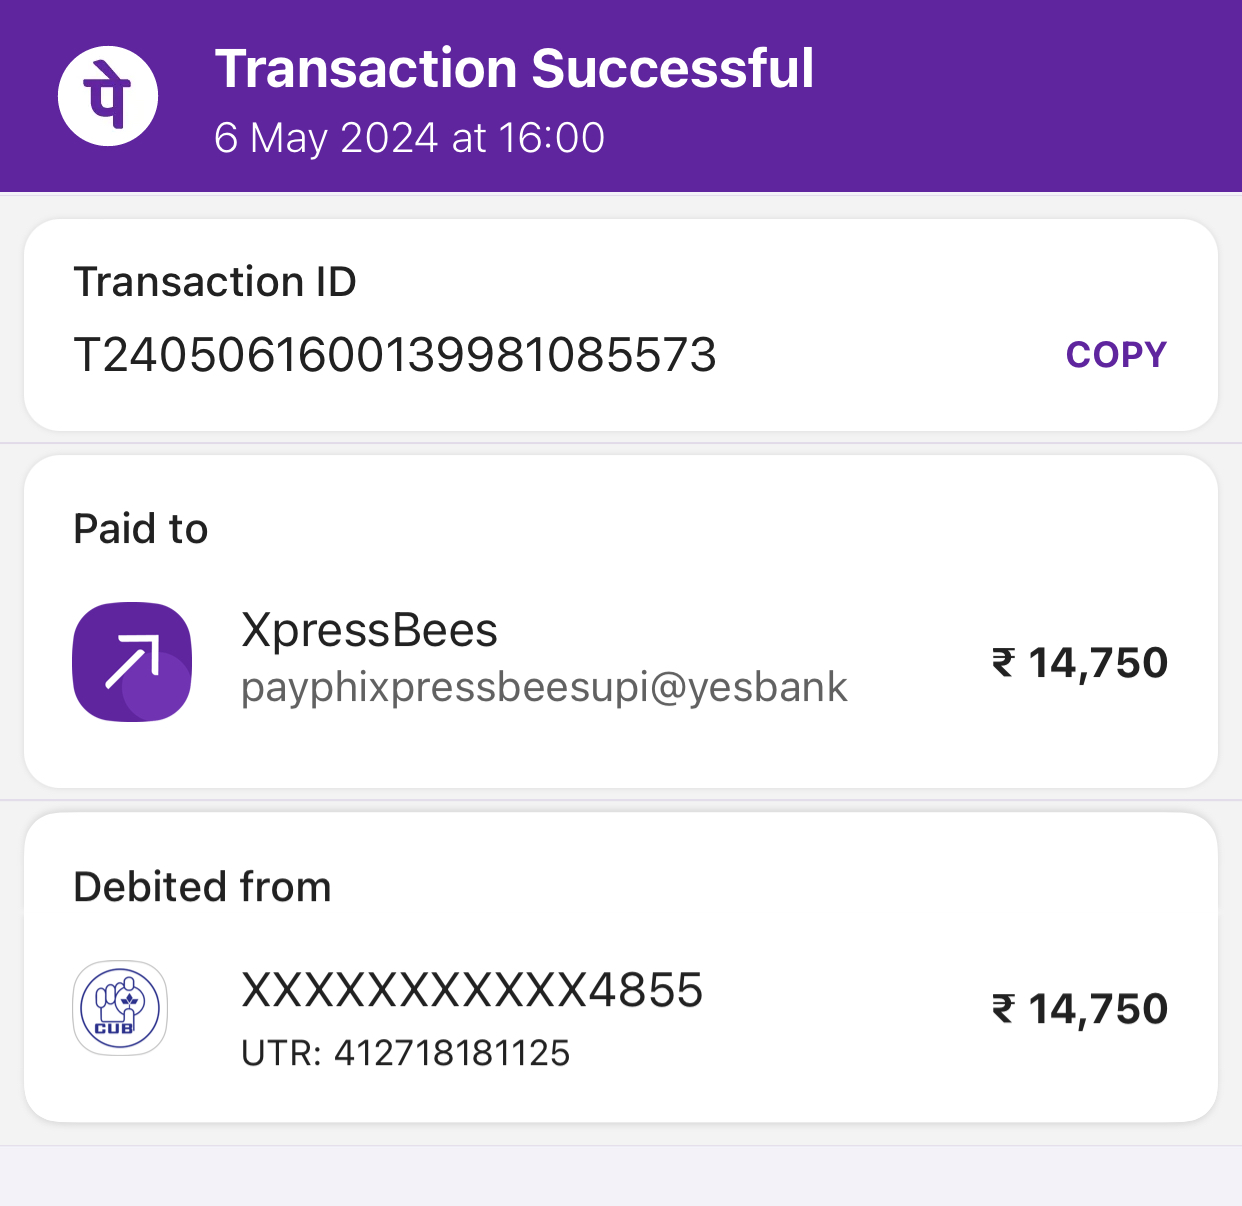 पे
Transaction Successful
6 May 2024 at 16:00
Transaction ID
T2405061600139981085573
COPY
Paid to
XpressBees
payphixpressbeesupi@yesbank
₹ 14,750
Debited from
CUB
XXXXXXXXXXX4855
UTR: 412718181125
₹ 14,750